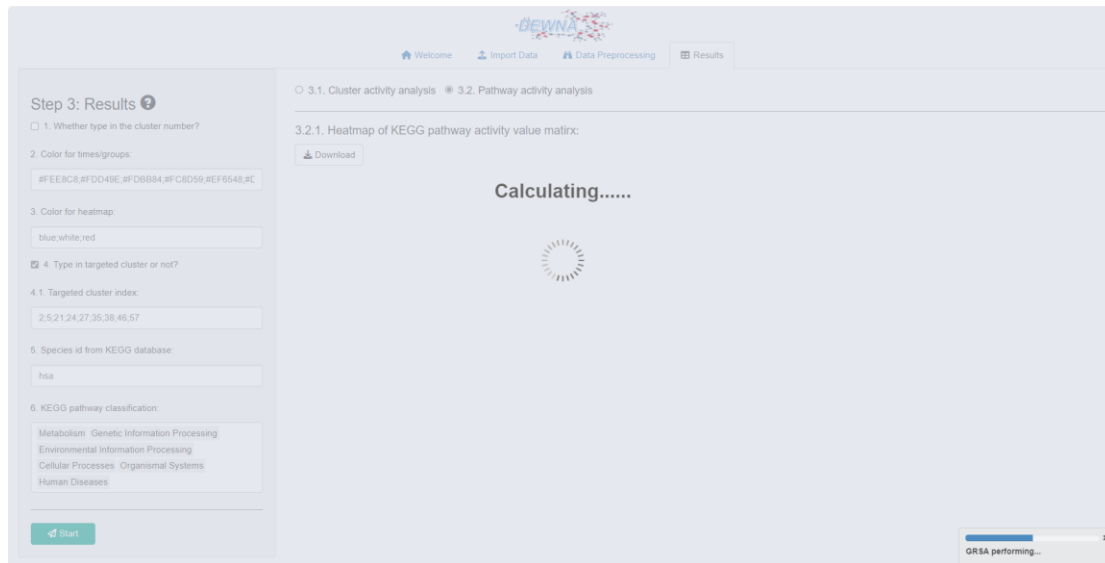 DEWNA
Welcome Import Data Data Preprocessing Results
Step 3: Results
1. Whether type in the cluster number?
2. Color for times/groups:
#FEE8C8;#FDD49E;#FDBB84;#FC8D59;#EF6548;#D
3. Color for heatmap:
blue;white;red
4. Type in targeted cluster or not?
4.1. Targeted cluster index:
2;5;21;24;27;35;38;46;57
5. Species id from KEGG database:
hsa
6. KEGG pathway classification:
Metabolism Genetic Information Processing
Environmental Information Processing
Cellular Processes Organismal Systems
Human Diseases
Start
3.1. Cluster activity analysis 3.2. Pathway activity analysis
3.2.1. Heatmap of KEGG pathway activity value matirx:
Download
Calculating......
GRSA performing...